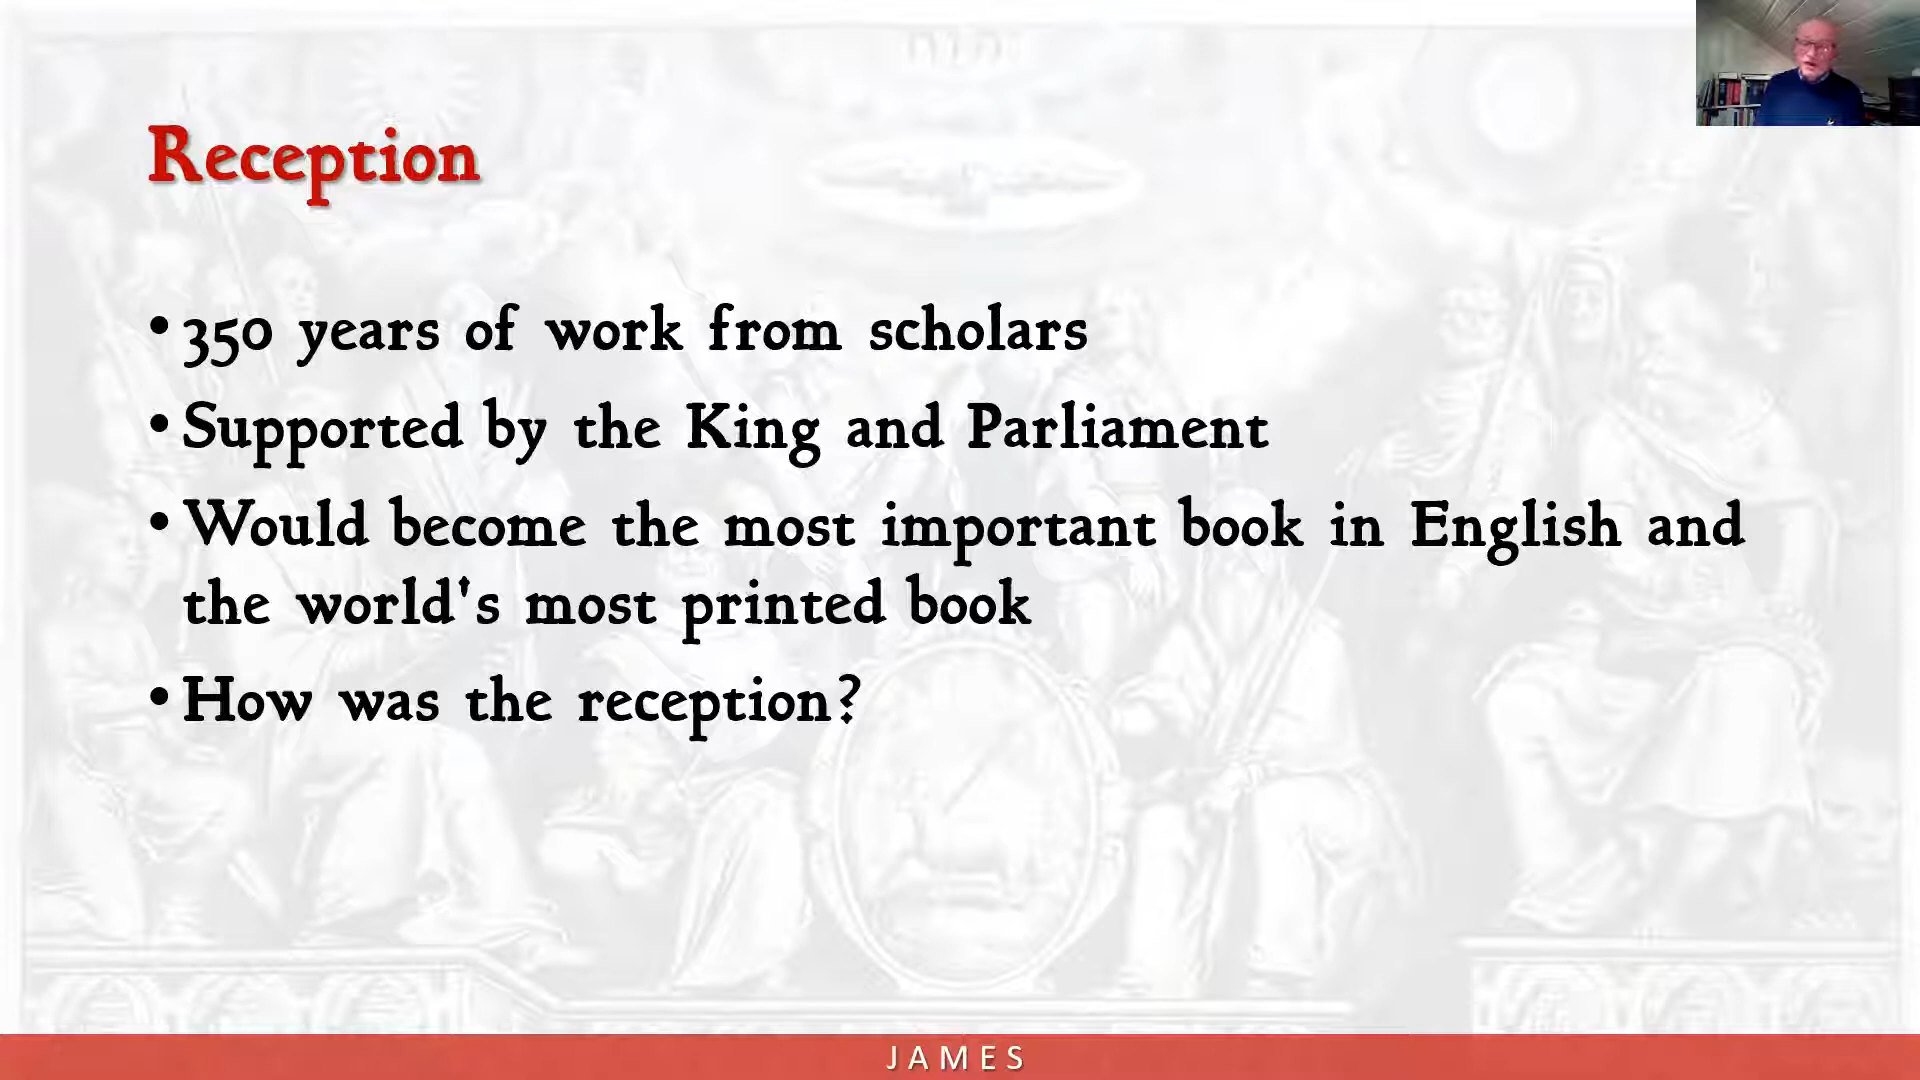 Reception
• 350 years of work from scholars
• Supported by the King and Parliament
• Would become the most important book in English and
the world's most printed book
• How was the reception?
JAMES